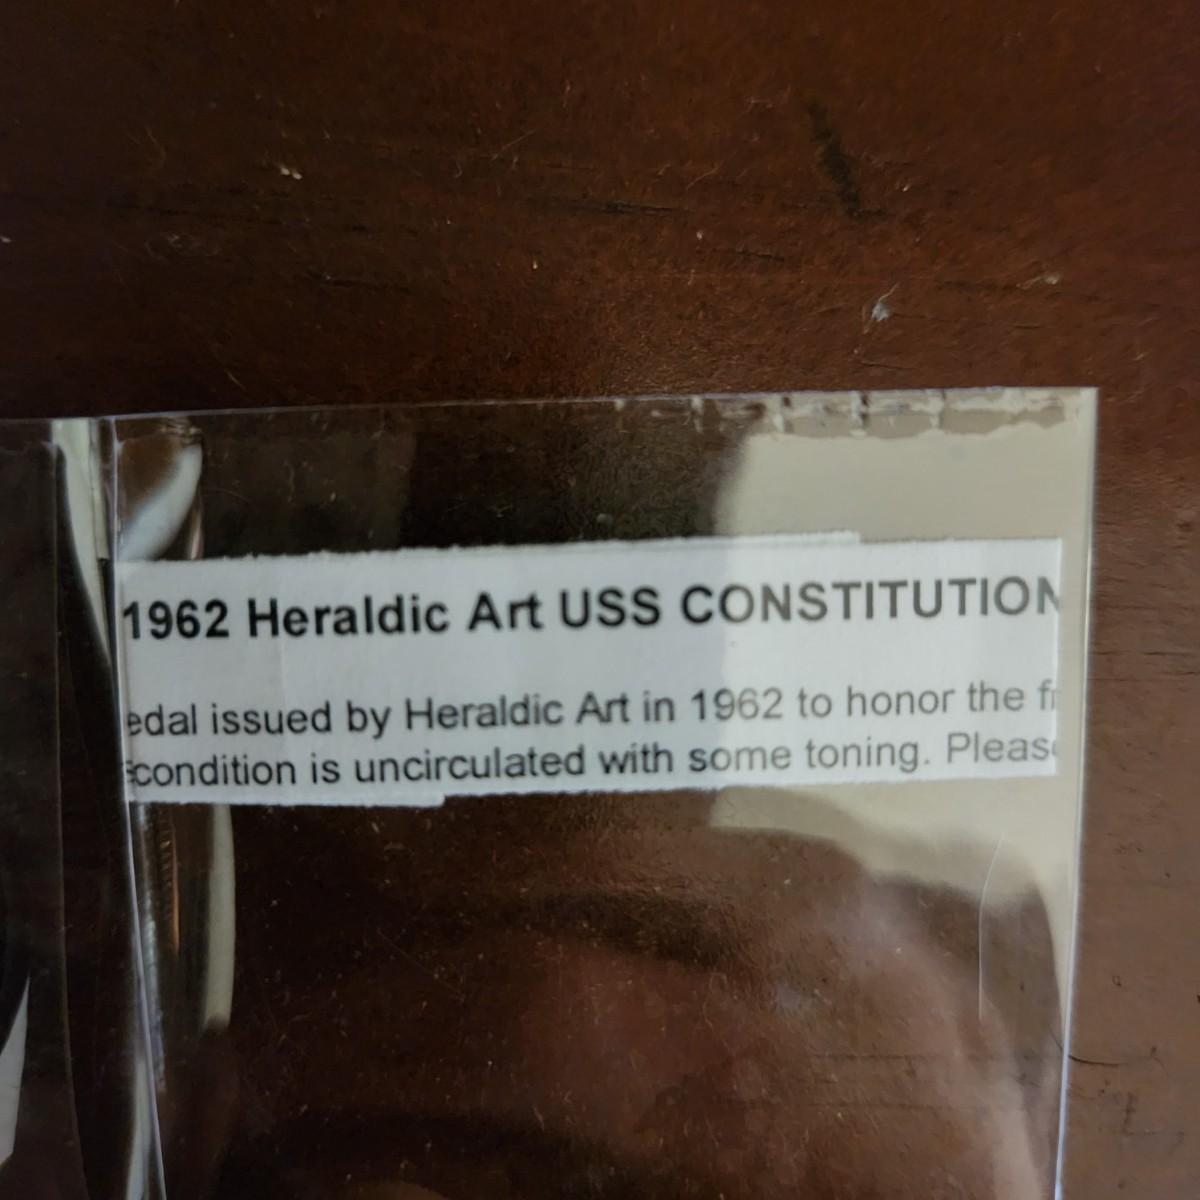 1962 Heraldic Art USS CONSTITUTION
edal issued by Heraldic Art in 1962 to honor the
condition is uncirculated with some toning. Pleas